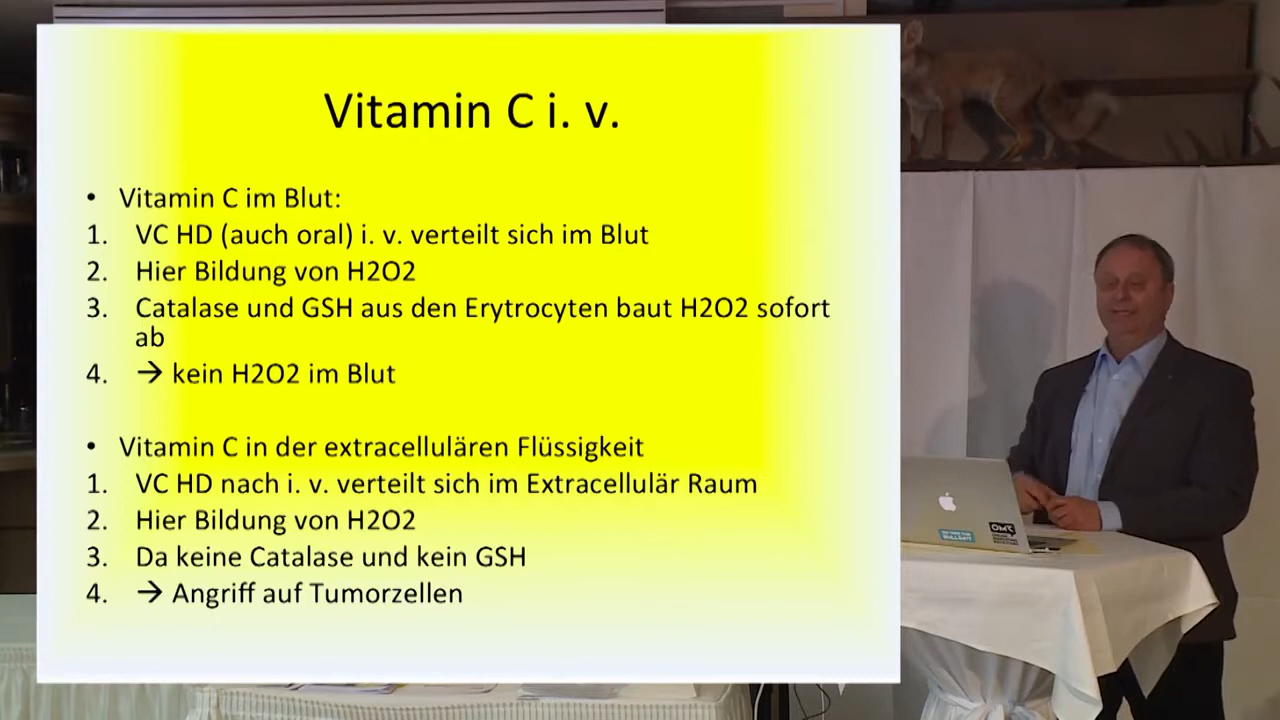 Vitamin C i. v.
• Vitamin C im Blut:
1. VC HD (auch oral) i. v. verteilt sich im Blut
2. Hier Bildung von H2O2
3. Catalase und GSH aus den Erytrocyten baut H2O2 sofort
ab
4. → kein H2O2 im Blut
• Vitamin C in der extracellulären Flüssigkeit
1. VC HD nach i. v. verteilt sich im Extracellulär Raum
2. Hier Bildung von H2O2
3. Da keine Catalase und kein GSH
4. → Angriff auf Tumorzellen
OMT